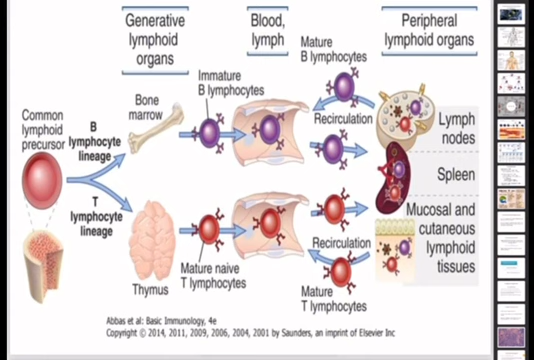 Generative
lymphoid
organs
Blood,
lymph
Peripheral
lymphoid organs
Mature
B lymphocytes
Immature
B lymphocytes
Bone
marrow
Common
lymphoid
precursor
B
lymphocyte
lineage
Recirculation
Lymph
nodes
Spleen
T
lymphocyte
lineage
Mucosal and
cutaneous
lymphoid
tissues
Recirculation
Thymus
Mature naive
T lymphocytes
Mature
T lymphocytes
Abbas et al: Basic Immunology, 4e
Copyright © 2014, 2011, 2009, 2006, 2004, 2001 by Saunders, an imprint of Elsevier Inc